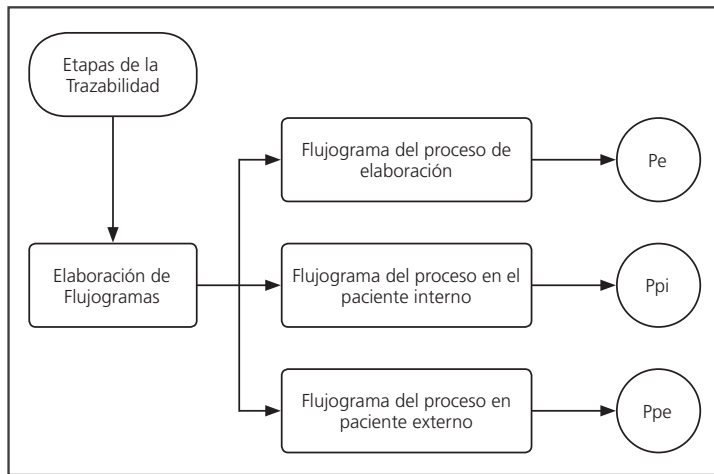 Etapas de la
Trazabilidad
Flujograma del proceso de
elaboración
Pe
Elaboración de
Flujogramas
Flujograma del proceso en el
paciente interno
Ppi
Flujograma del proceso en
paciente externo
Ppe